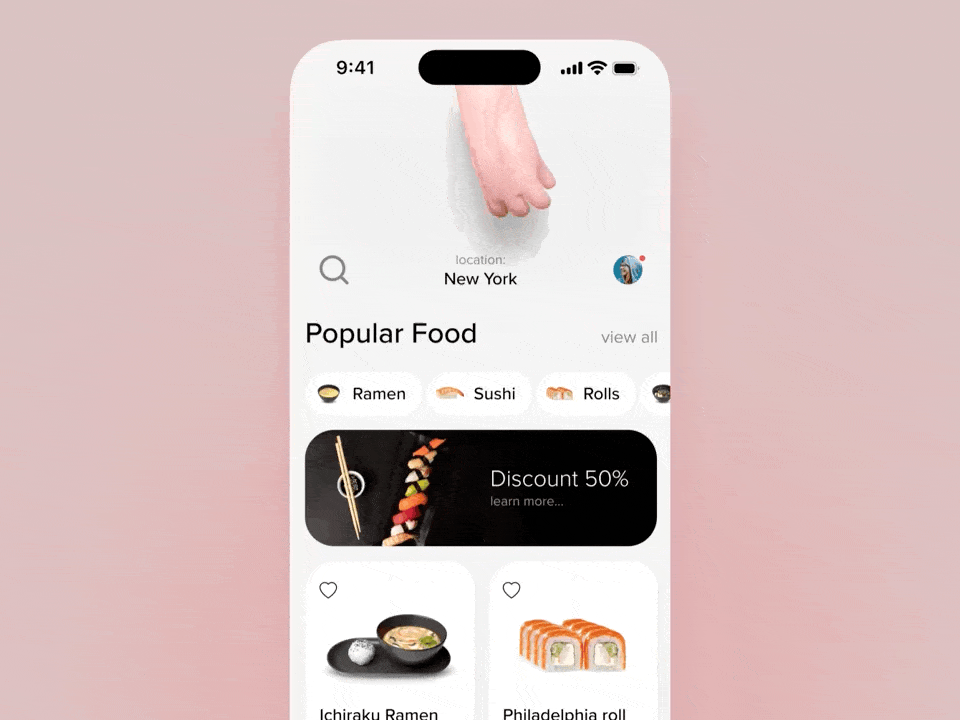 9:41
location:
New York
Popular Food
view all
Ramen
Sushi
Rolls
Discount 50%
learn more...
Ichiraku Ramen
Philadelphia roll